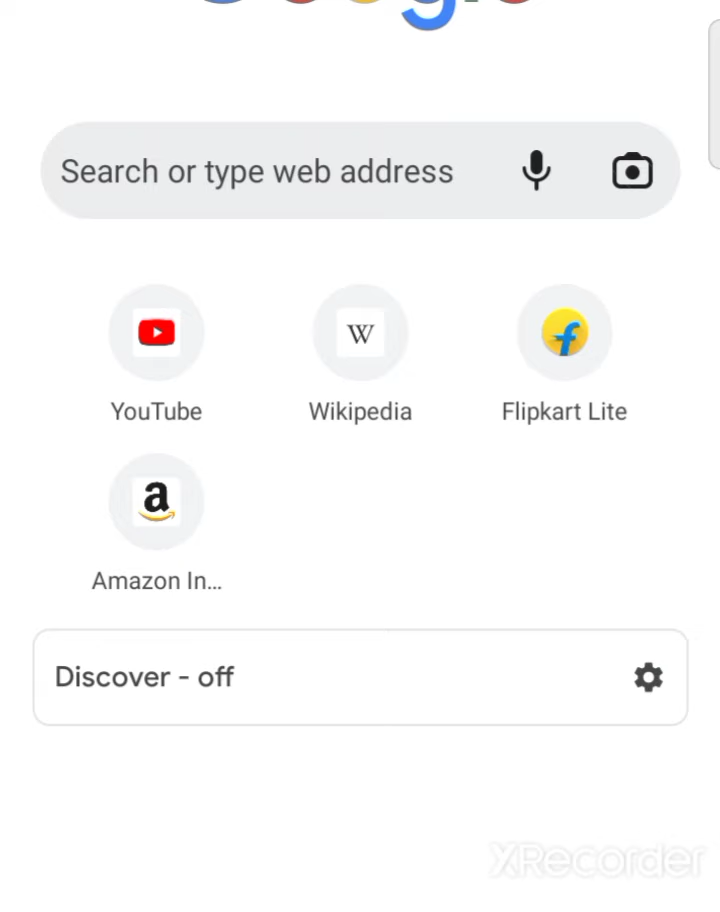 Search or type web address
YouTube
Wikipedia
Flipkart Lite
Amazon In...
Discover - off
XRecorder